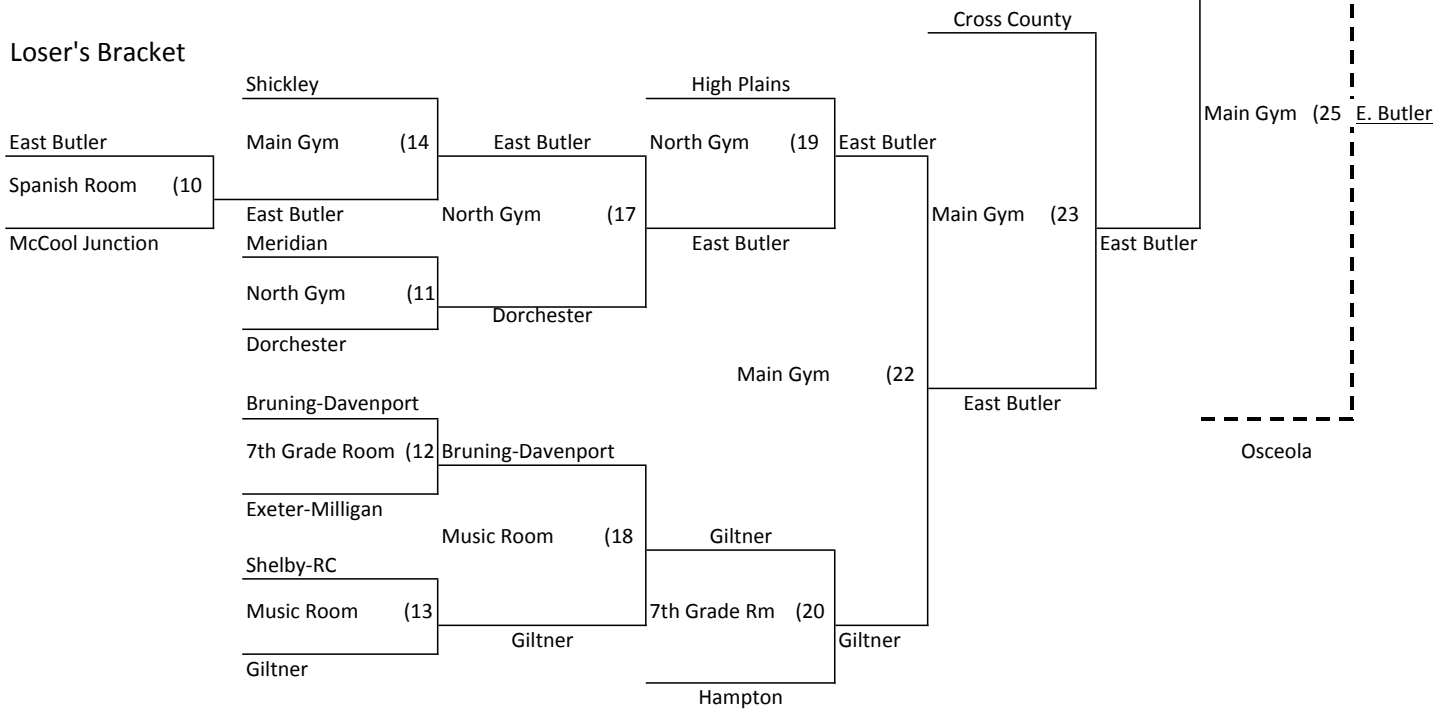 Cross County
Loser's Bracket
Shickley
High Plains
Main Gym (25 E. Butler
East Butler
Main Gym (14
East Butler
North Gym (19
East Butler
Spanish Room (10
East Butler
North Gym (17
Main Gym (23
McCool Junction
Meridian
East Butler
East Butler
North Gym (11
Dorchester
Dorchester
Main Gym (22
Bruning-Davenport
East Butler
7th Grade Room (12
Bruning-Davenport
Osceola
Exeter-Milligan
Music Room (18
Giltner
Shelby-RC
Music Room (13
7th Grade Rm (20
Giltner
Giltner
Giltner
Hampton